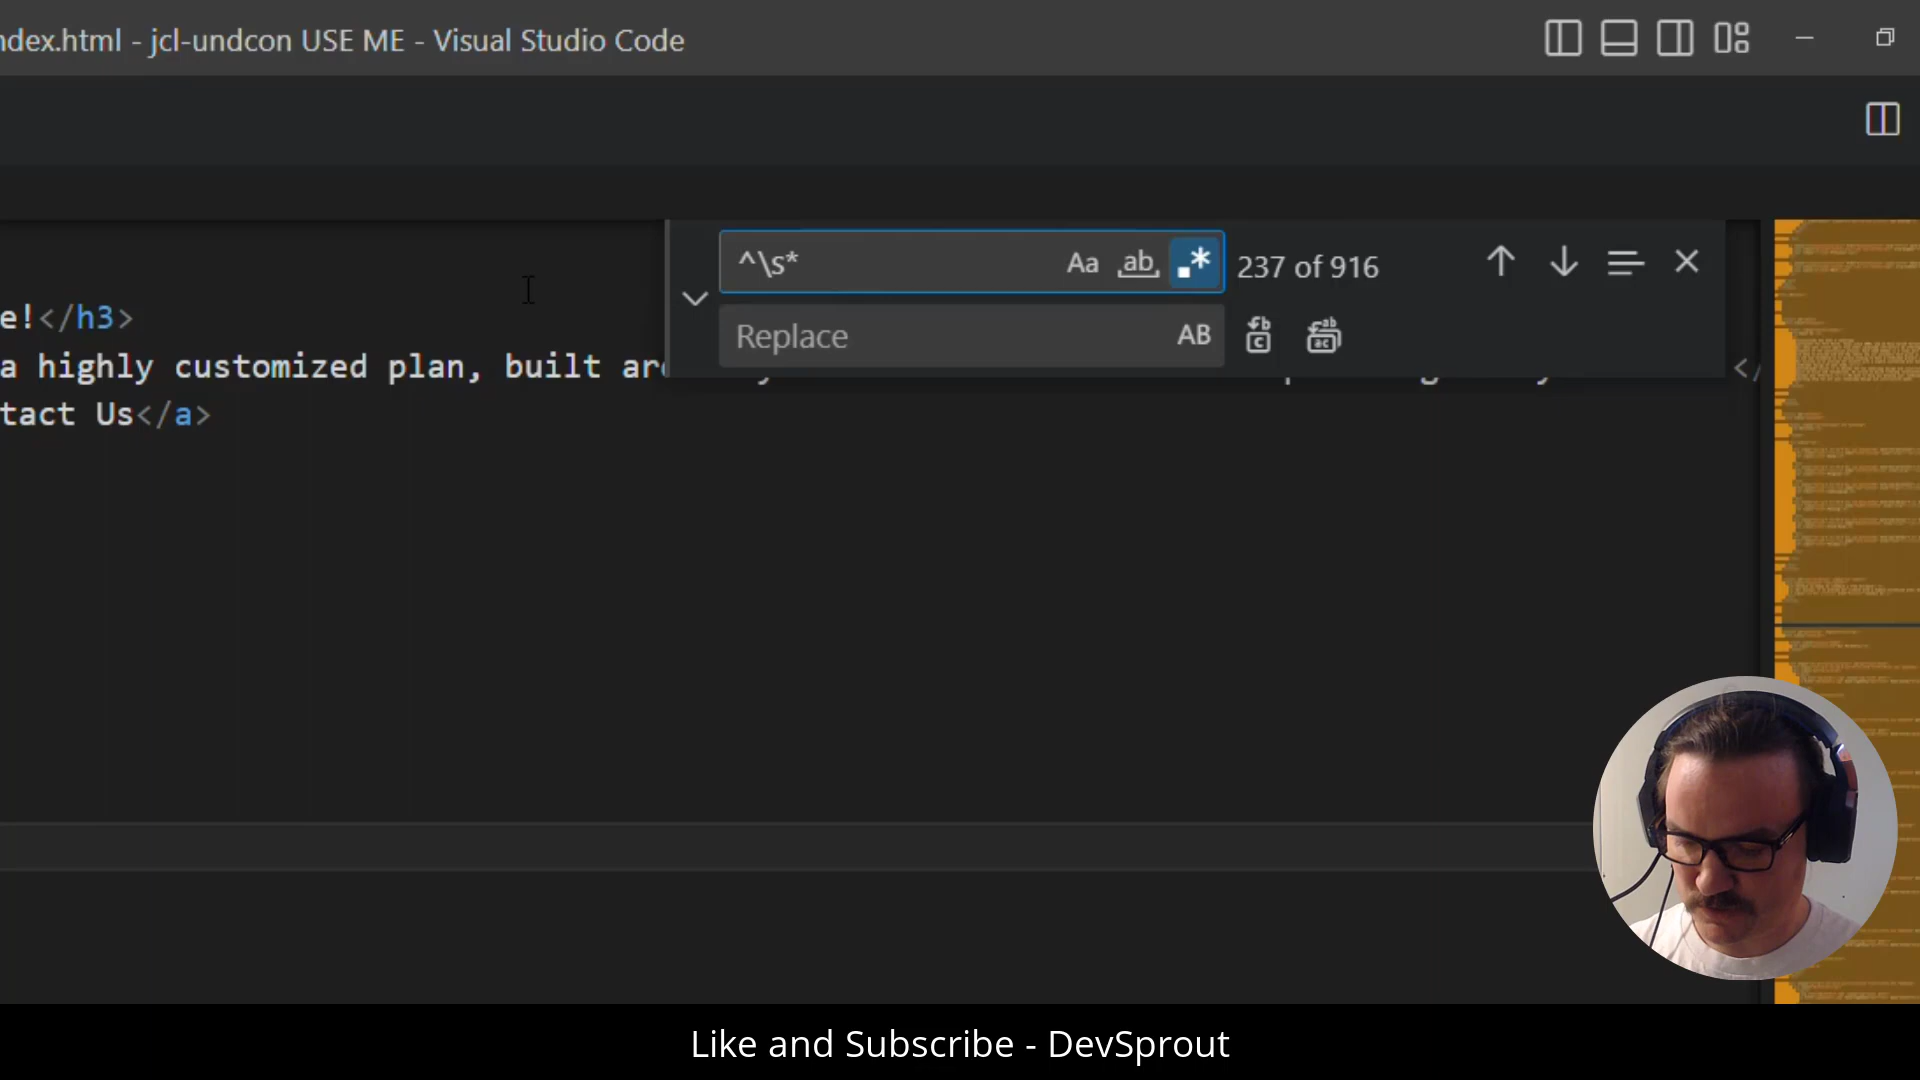 ndex.html - jcl-undcon USE ME - Visual Studio Code
^\s*
Aa
ab
.*
237 of 916
Replace
AB
e!</h3>
a highly customized plan, built
</
tact Us</a>
Like and Subscribe - DevSprout